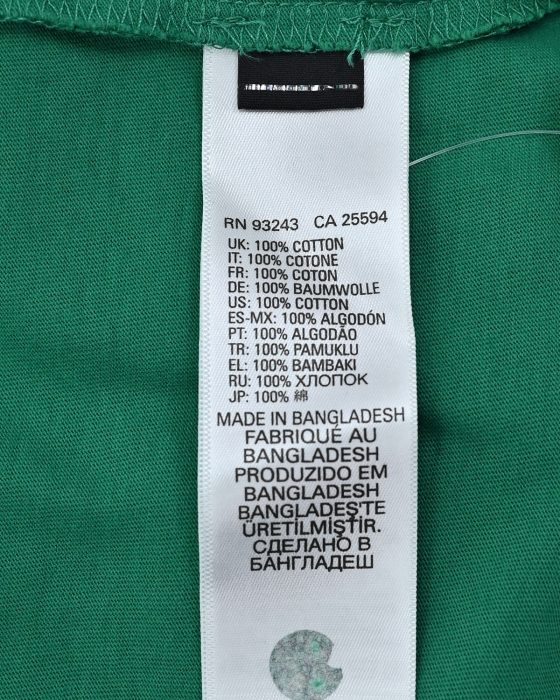 RN 93243 CA 25594
UK: 100% COTTON
IT: 100% COTONE
FR: 100% COTON
DE: 100% BAUMWOLLE
US: 100% COTTON
ES-MX: 100% ALGODÓN
PT: 100% ALGODÃO
TR: 100% PAMUKLU
EL: 100% BAMBAKI
RU: 100% ХЛОПОК
JP: 100% 綿
MADE IN BANGLADESH
FABRIQUÉ AU
BANGLADESH
PRODUZIDO EM
BANGLADESH
BANGLADEŞ'TE
ÜRETİLMİŞTİR.
СДЕЛАНО В
БАНГЛАДЕШ